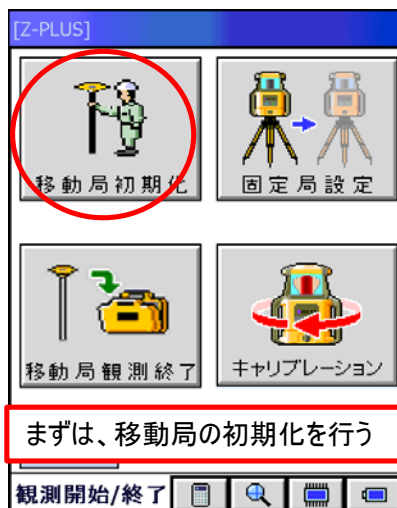 [Z-PLUS]
移動局初期化
固定局設定
移動局観測終了
キャリブレーション
まずは、移動局の初期化を行う
観測開始/終了